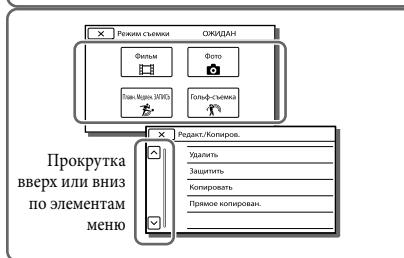 Режим съемки ОЖИДАН
Фильм Фото
Плавн. Медлен. ЗАПИСЬ Гольф-съемка
Редакт./Копиров.
Удалить
Защитить
Копировать
Прямое копирован.
Прокрутка
вверх или вниз
по элементам
меню